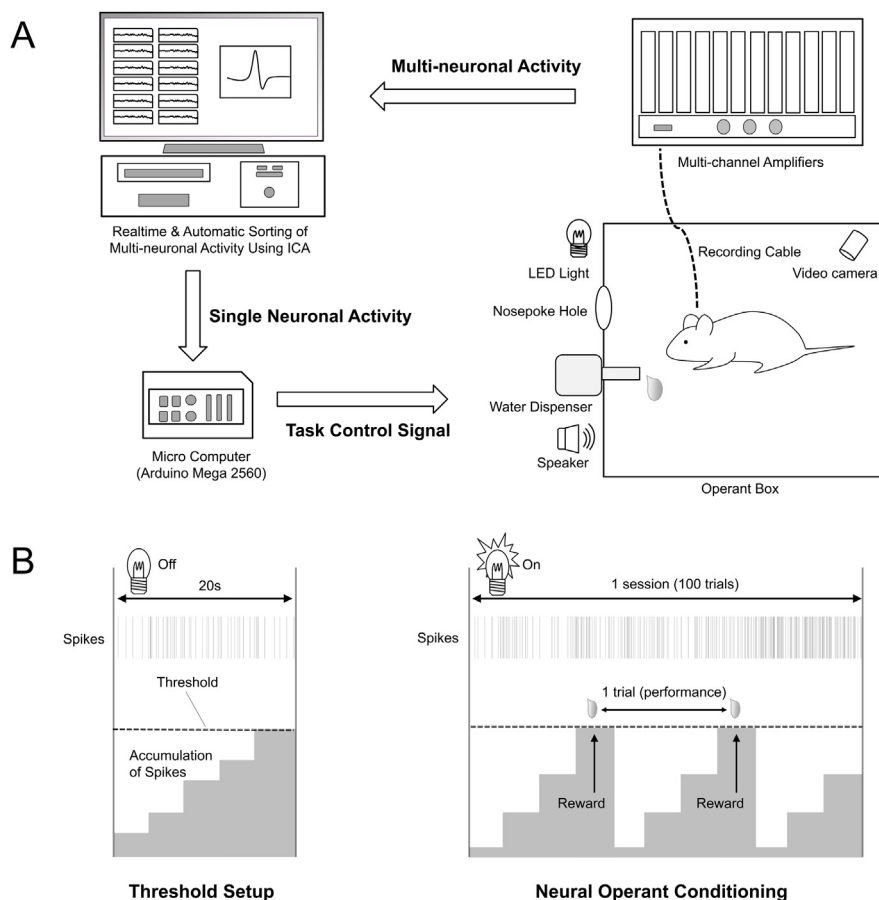 A
Multi-neuronal Activity
Multi-channel Amplifiers
Realtime & Automatic Sorting of
Multi-neuronal Activity Using ICA
LED Light
Recording Cable
Video camera
Single Neuronal Activity
Nosepoke Hole
Water Dispenser
Task Control Signal
Micro Computer
(Arduino Mega 2560)
Speaker
Operant Box
B
Off
20s
Spikes
Threshold
Accumulation
of Spikes
Threshold Setup
On
1 session (100 trials)
Spikes
1 trial (performance)
Reward
Reward
Neural Operant Conditioning